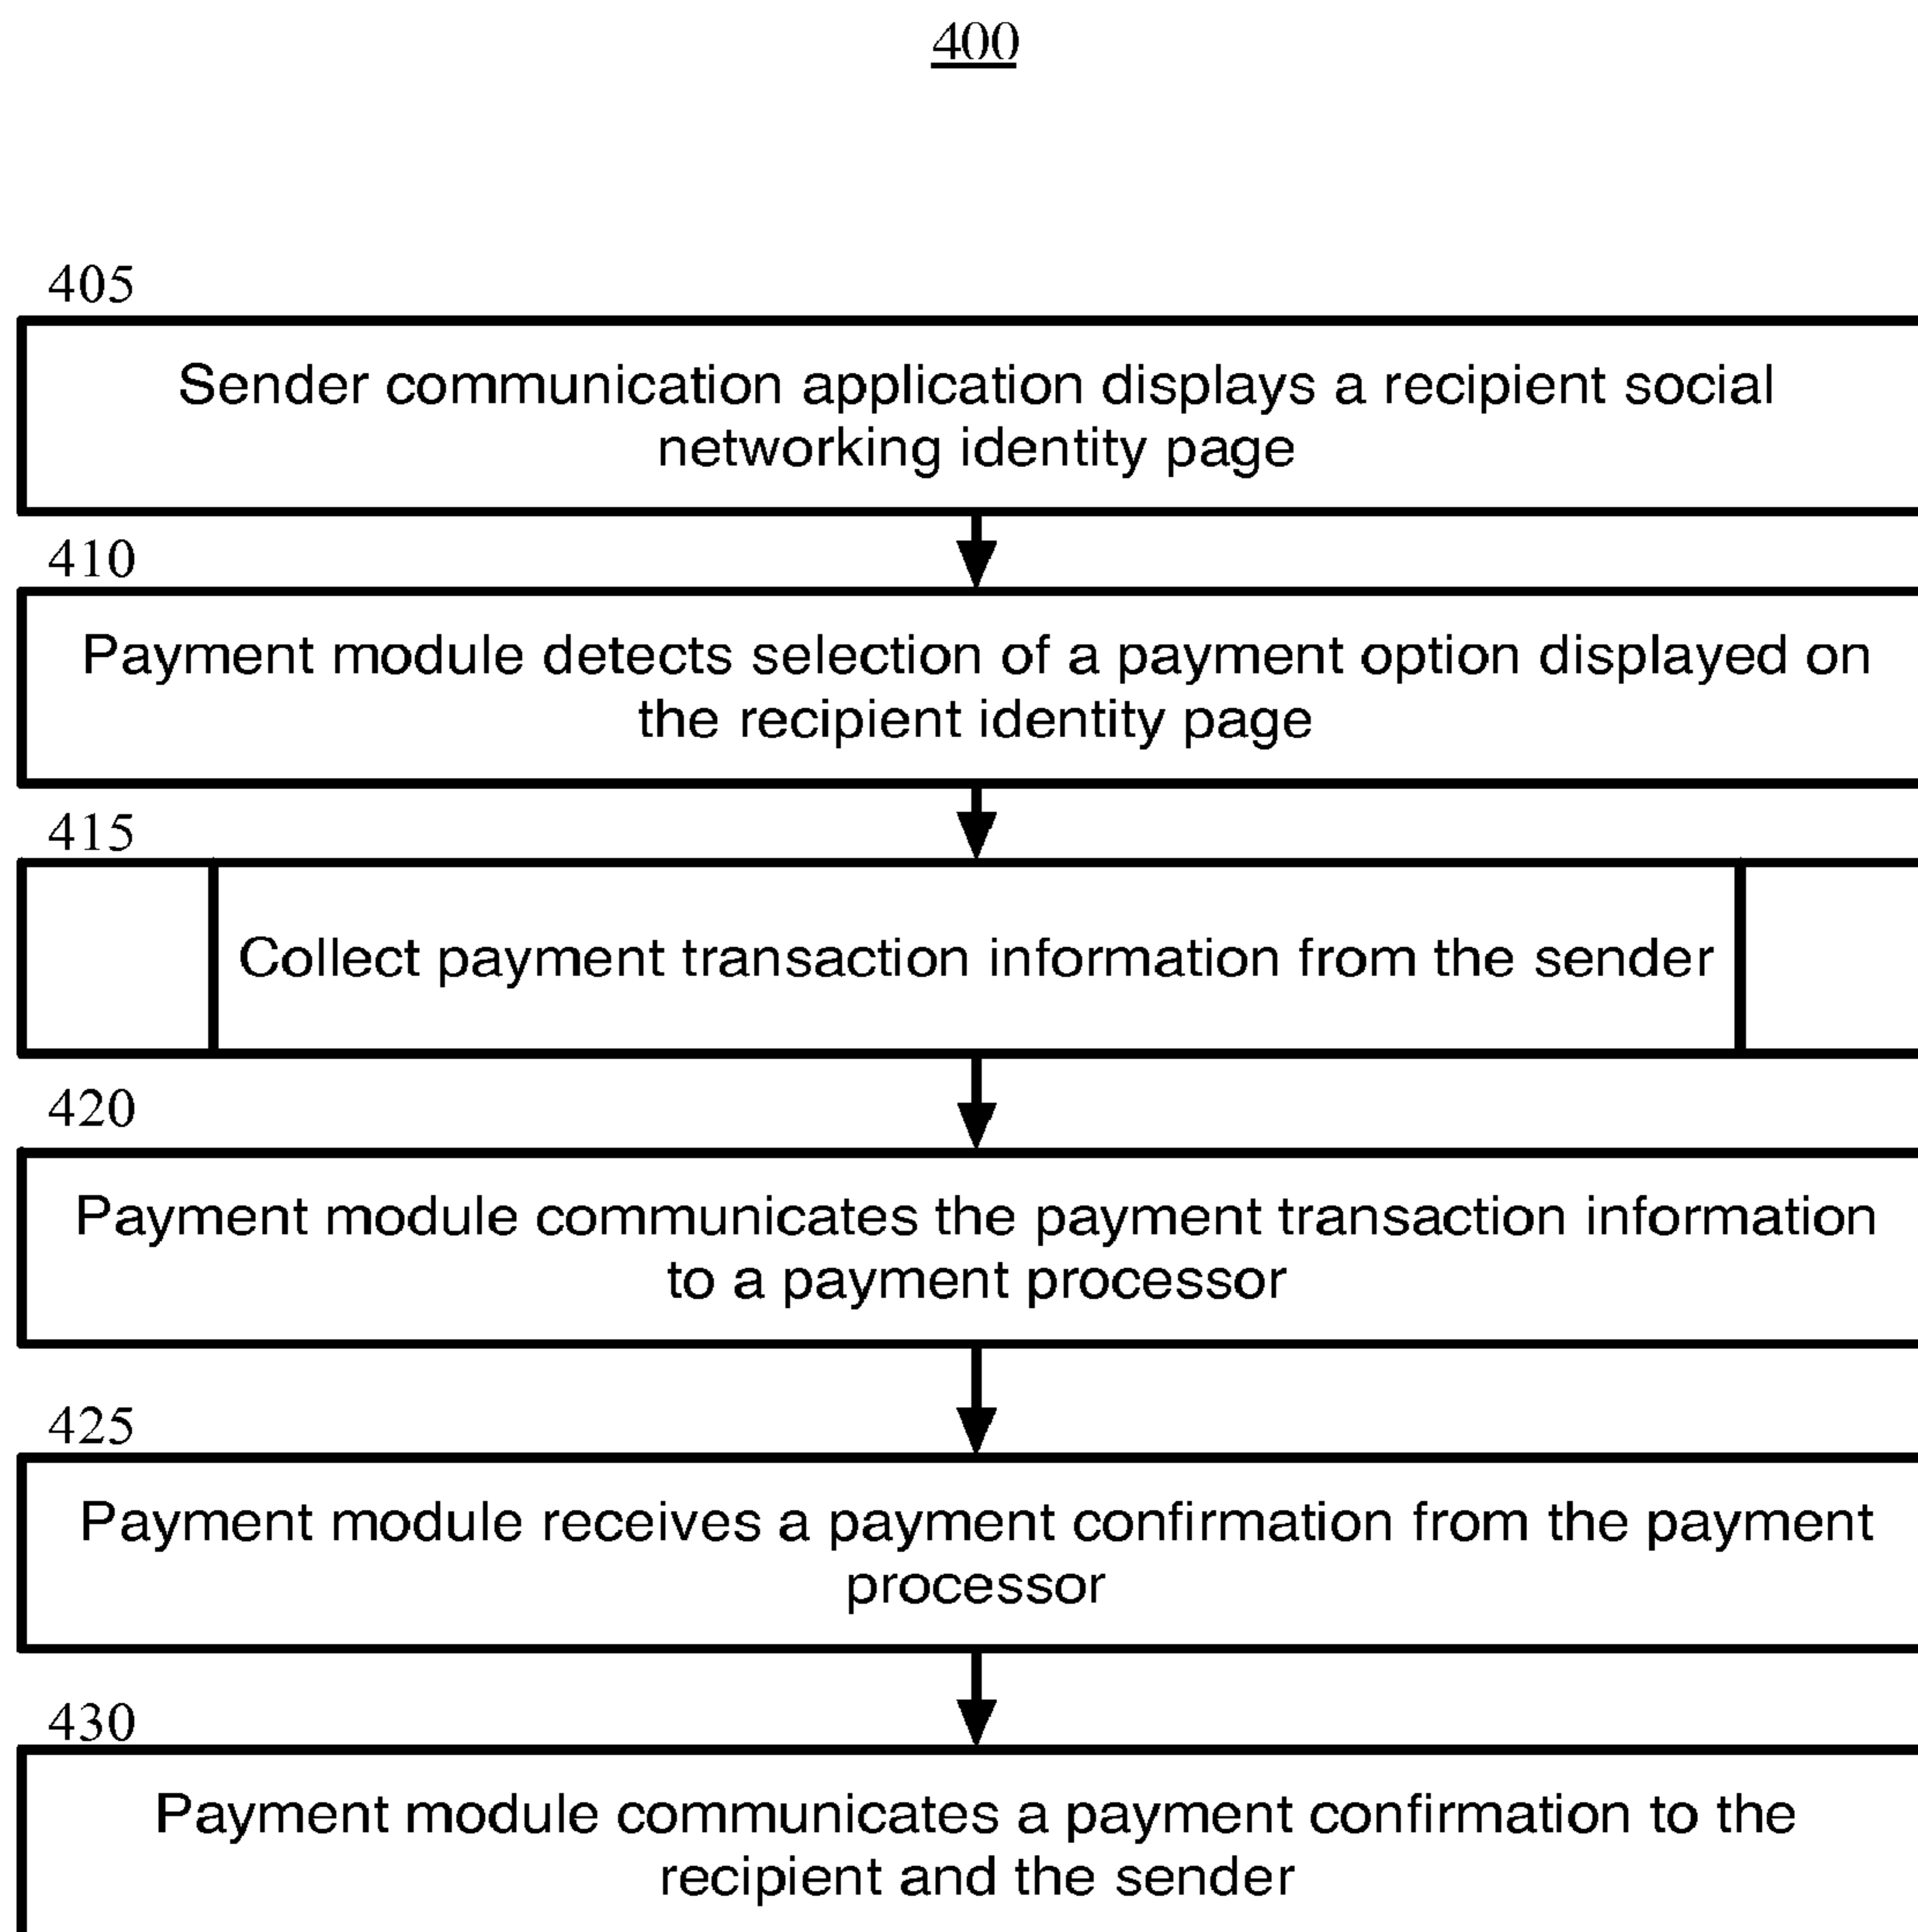 400
405
Sender communication application displays a recipient social
networking identity page
410
Payment module detects selection of a payment option displayed on
the recipient identity page
415
Collect payment transaction information from the sender
420
Payment module communicates the payment transaction information
to a payment processor
425
Payment module receives a payment confirmation from the payment
processor
430
Payment module communicates a payment confirmation to the
recipient and the sender